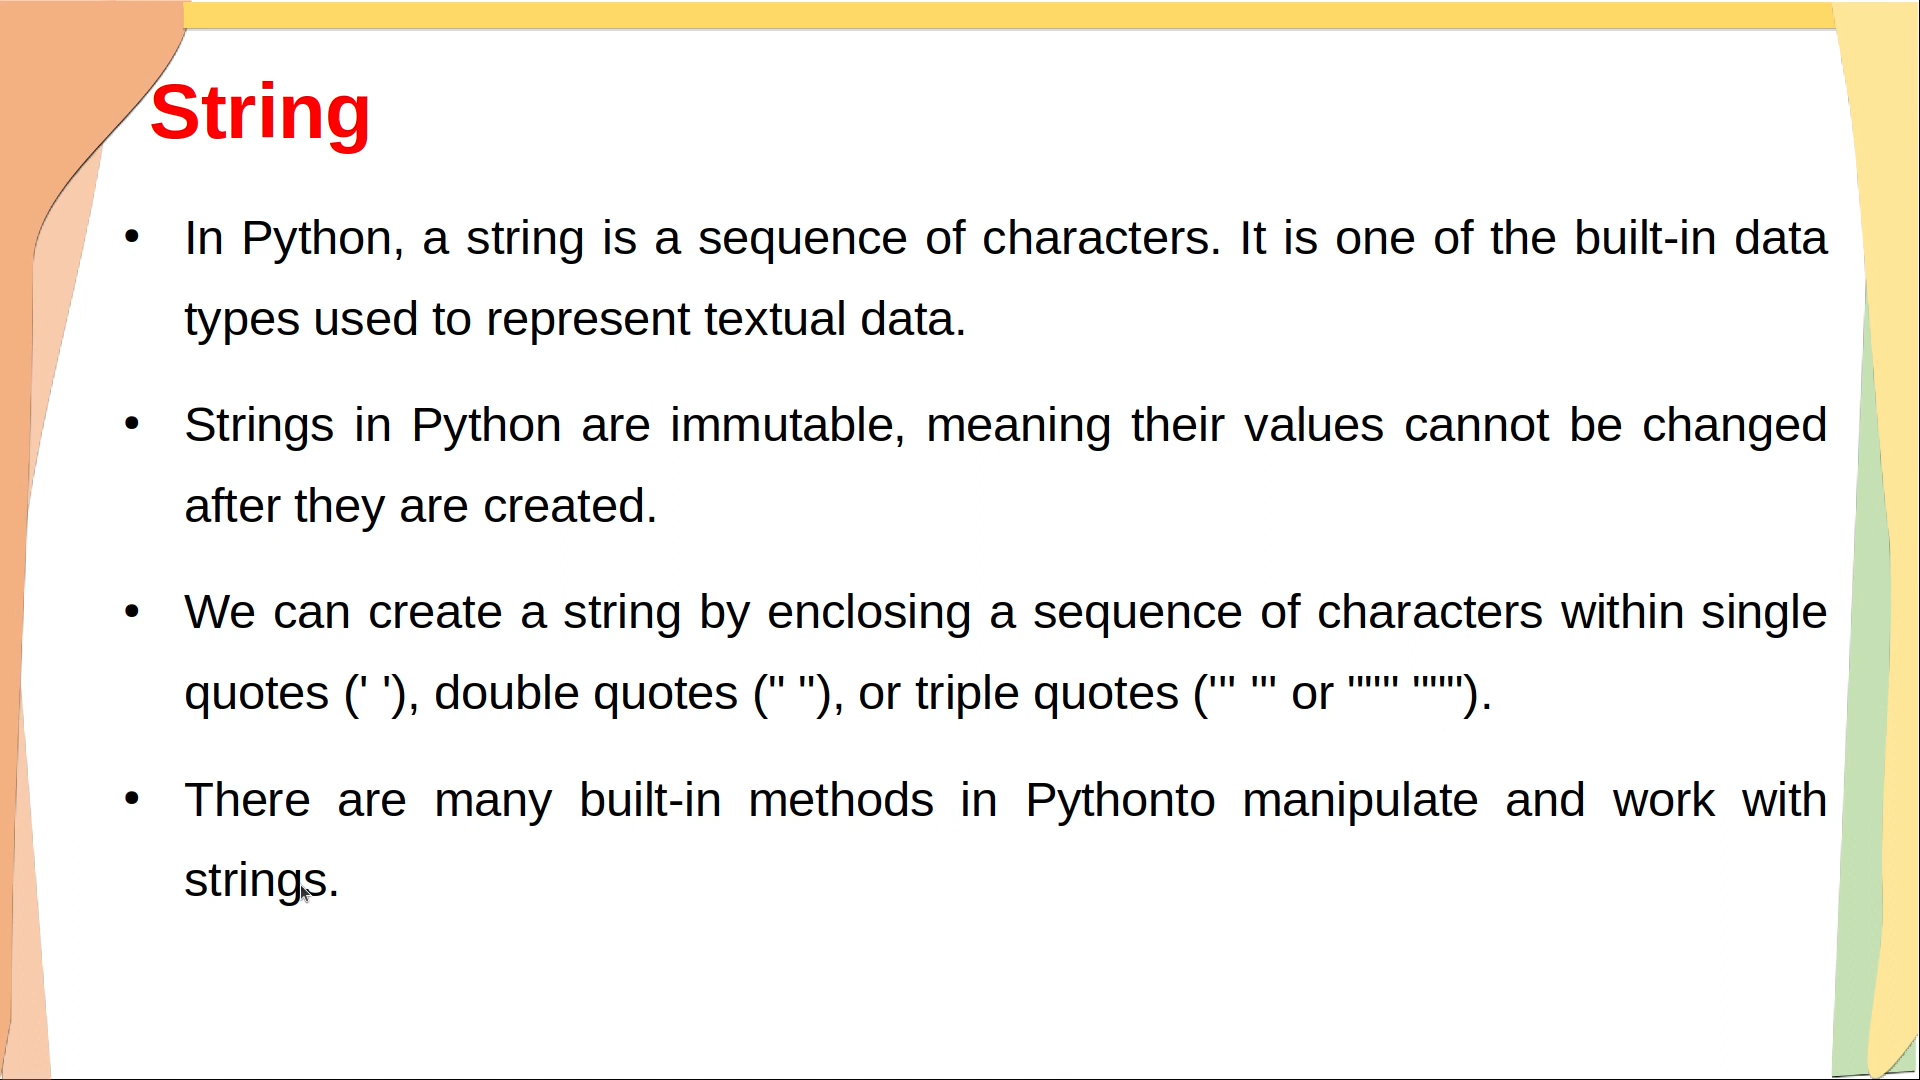 String
• In Python, a string is a sequence of characters. It is one of the built-in data
types used to represent textual data.
• Strings in Python are immutable, meaning their values cannot be changed
after they are created.
• We can create a string by enclosing a sequence of characters within single
quotes (' '), double quotes (" "), or triple quotes (''' ''' or """ """).
• There are many built-in methods in Pythonto manipulate and work with
strings.